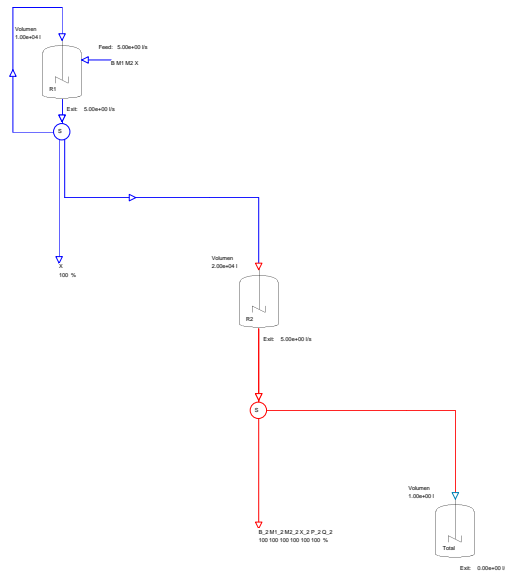 Volumen
1.00e+04 l
Feed: 5.00e+00 l/s
B M1 M2 X
R1
Exit: 5.00e+00 l/s
S
X
100 %
Volumen
2.00e+04 l
R2
Exit: 5.00e+00 l/s
S
Volumen
1.00e+00 l
B_2 M1_2 M2_2 X_2 P_2 Q_2
100 100 100 100 100 100 %
Total
Exit: 0.00e+00 l/